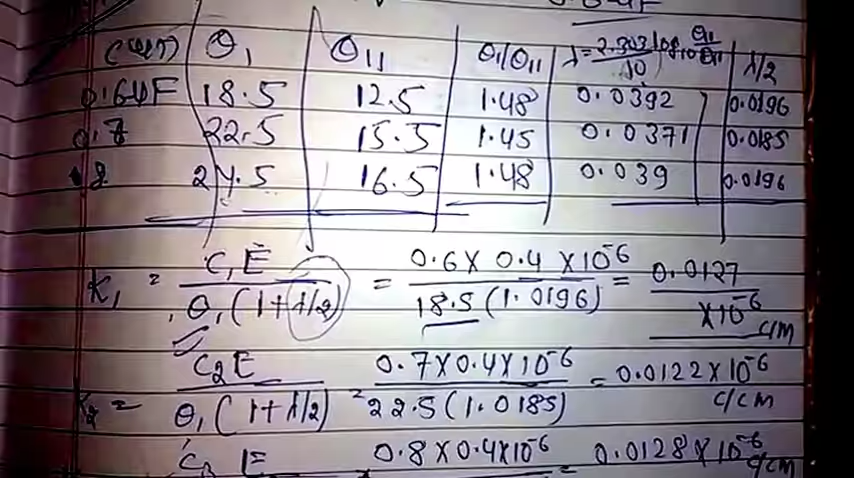 C(μF) θ₁ θ₁₁ θ₁/θ₁₁ λ = 2.303/10 log₁₀ θ₁/θ₁₁ λ/2
0.6μF 18.5 12.5 1.48 0.0392 0.0196
0.7 22.5 15.5 1.45 0.0371 0.0185
.8 24.5 16.5 1.48 0.039 0.0196
K₁ = C₁E / θ₁(1+λ/2) = 0.6 X 0.4 X 10⁻⁶ / 18.5 (1.0196) = 0.0127 X 10⁻⁶ C/CM
K₂ = C₂E / θ₁(1+λ/2) = 0.7 X 0.4 X 10⁻⁶ / 22.5 (1.0185) = 0.0122 X 10⁻⁶ C/CM
C₃ E 0.8 X 0.4 X 10⁻⁶ = 0.0128 X 10⁻⁶ C/CM